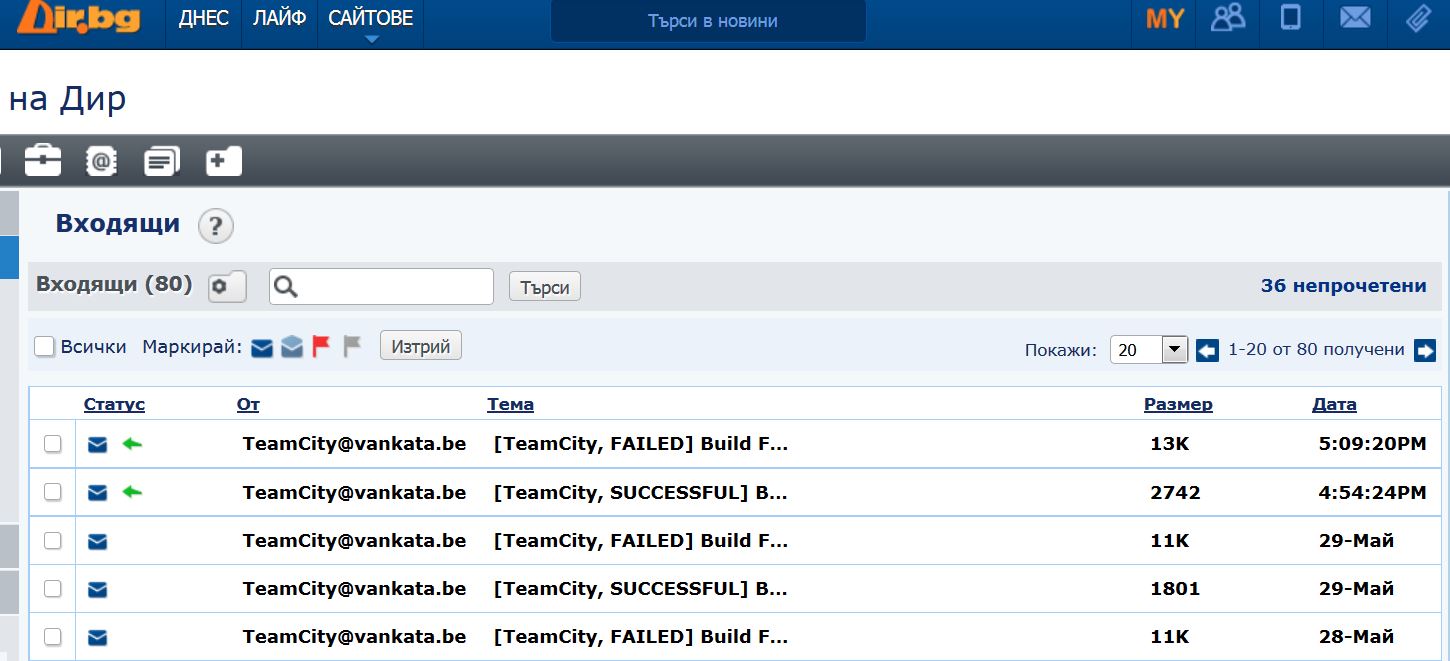 Dir.bg ДНЕС ЛАЙФ САЙТОВЕ Търси в новини MY
на Дир
Входящи ?
Входящи (80) Търси 36 непрочетени
Всички Маркирай: Изтрий Покажи: 20 1-20 от 80 получени
Статус От Тема Размер Дата
TeamCity@vankata.be [TeamCity, FAILED] Build F... 13K 5:09:20PM
TeamCity@vankata.be [TeamCity, SUCCESSFUL] B... 2742 4:54:24PM
TeamCity@vankata.be [TeamCity, FAILED] Build F... 11K 29-Май
TeamCity@vankata.be [TeamCity, SUCCESSFUL] B... 1801 29-Май
TeamCity@vankata.be [TeamCity, FAILED] Build F... 11K 28-Май